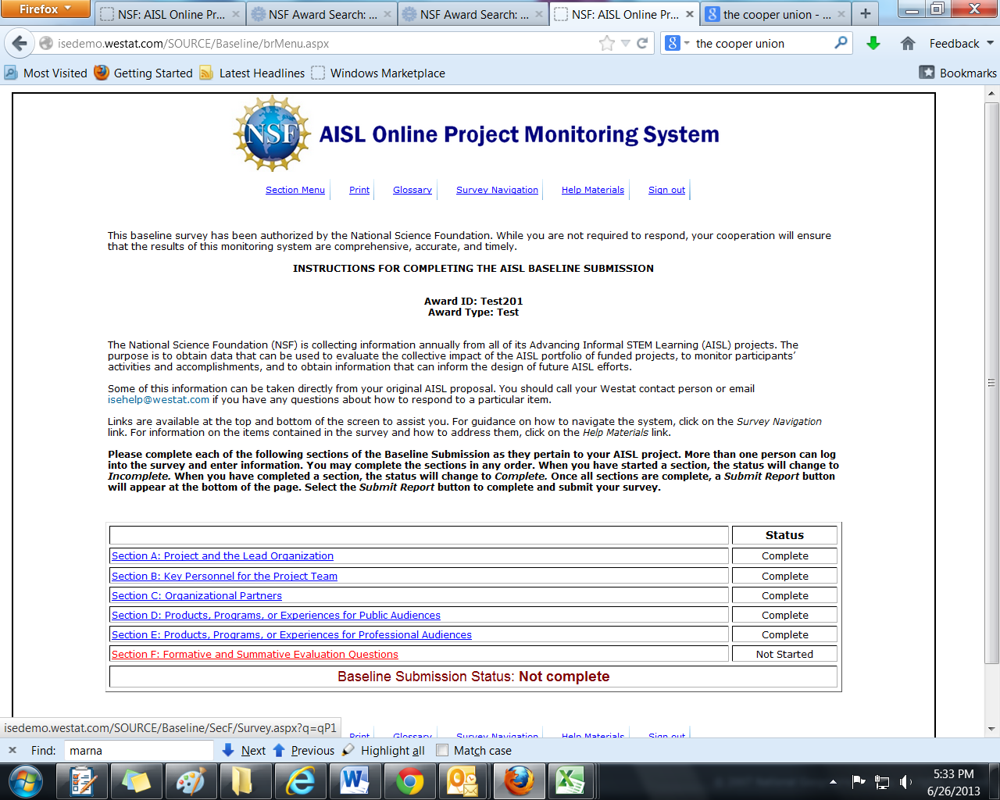 Firefox
NSF: AISL Online Pr...
NSF Award Search: ...
NSF Award Search: ...
NSF: AISL Online Pr...
the cooper union - ...
isedemo.westat.com/SOURCE/Baseline/brMenu.aspx
the cooper union
Feedback
Most Visited
Getting Started
Latest Headlines
Windows Marketplace
Bookmarks
NSF
AISL Online Project Monitoring System
Section Menu
Print
Glossary
Survey Navigation
Help Materials
Sign out
This baseline survey has been authorized by the National Science Foundation. While you are not required to respond, your cooperation will ensure
that the results of this monitoring system are comprehensive, accurate, and timely.
INSTRUCTIONS FOR COMPLETING THE AISL BASELINE SUBMISSION
Award ID: Test201
Award Type: Test
The National Science Foundation (NSF) is collecting information annually from all of its Advancing Informal STEM Learning (AISL) projects. The
purpose is to obtain data that can be used to evaluate the collective impact of the AISL portfolio of funded projects, to monitor participants’
activities and accomplishments, and to obtain information that can inform the design of future AISL efforts.
Some of this information can be taken directly from your original AISL proposal. You should call your Westat contact person or email
isehelp@westat.com if you have any questions about how to respond to a particular item.
Links are available at the top and bottom of the screen to assist you. For guidance on how to navigate the system, click on the Survey Navigation
link. For information on the items contained in the survey and how to address them, click on the Help Materials link.
Please complete each of the following sections of the Baseline Submission as they pertain to your AISL project. More than one person can log
into the survey and enter information. You may complete the sections in any order. When you have started a section, the status will change to
Incomplete. When you have completed a section, the status will change to Complete. Once all sections are complete, a Submit Report button
will appear at the bottom of the page. Select the Submit Report button to complete and submit your survey.
Status
Section A: Project and the Lead Organization
Complete
Section B: Key Personnel for the Project Team
Complete
Section C: Organizational Partners
Complete
Section D: Products, Programs, or Experiences for Public Audiences
Complete
Section E: Products, Programs, or Experiences for Professional Audiences
Complete
Section F: Formative and Summative Evaluation Questions
Not Started
Baseline Submission Status: Not complete
isedemo.westat.com/SOURCE/Baseline/SecF/Survey.aspx?q=qP1
Print
Glossary
Survey Navigation
Help Materials
Sign out
Find:
marna
Next
Previous
Highlight all
Match case
5:33 PM
6/26/2013